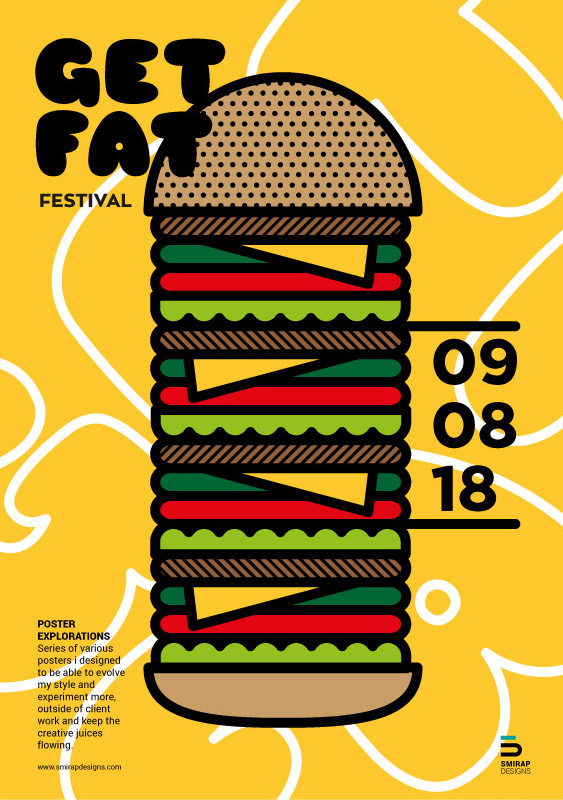 GET
FAT
FESTIVAL
09
08
18
POSTER
EXPLORATIONS
Series of various
posters i designed
to be able to evolve
my style and
experiment more,
outside of client
work and keep the
creative juices
flowing.
www.smirapdesigns.com
SMIRAP
DESIGNS